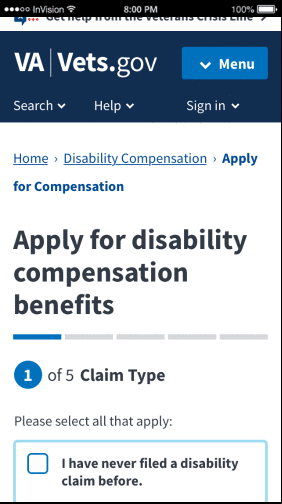 InVision 8:00 PM 100%
Get help from the Veterans Crisis Line
VA Vets.gov Menu
Search Help Sign in
Home › Disability Compensation › Apply
for Compensation
Apply for disability
compensation
benefits
1 of 5 Claim Type
Please select all that apply:
I have never filed a disability
claim before.